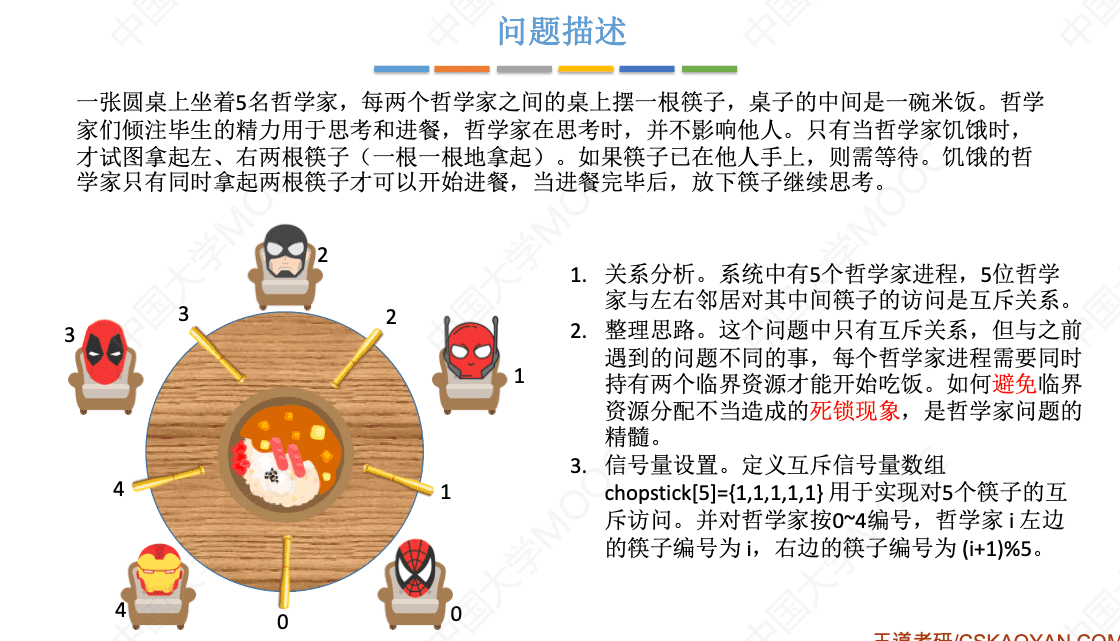 问题描述
一张圆桌上坐着5名哲学家，每两个哲学家之间的桌上摆一根筷子，桌子的中间是一碗米饭。哲学
家们倾注毕生的精力用于思考和进餐，哲学家在思考时，并不影响他人。只有当哲学家饥饿时，
才试图拿起左、右两根筷子（一根一根地拿起）。如果筷子已在他人手上，则需等待。饥饿的哲
学家只有同时拿起两根筷子才可以开始进餐，当进餐完毕后，放下筷子继续思考。
2
3
2
3
1
4
1
4
0
0
1. 关系分析。系统中有5个哲学家进程，5位哲学
家与左右邻居对其中间筷子的访问是互斥关系。
2. 整理思路。这个问题中只有互斥关系，但与之前
遇到的问题不同的事，每个哲学家进程需要同时
持有两个临界资源才能开始吃饭。如何避免临界
资源分配不当造成的死锁现象，是哲学家问题的
精髓。
3. 信号量设置。定义互斥信号量数组
chopstick[5]={1,1,1,1,1} 用于实现对5个筷子的互
斥访问。并对哲学家按0~4编号，哲学家 i 左边
的筷子编号为 i，右边的筷子编号为 (i+1)%5。
王道考研/CSKAOYAN.COM
中国大学MOOC